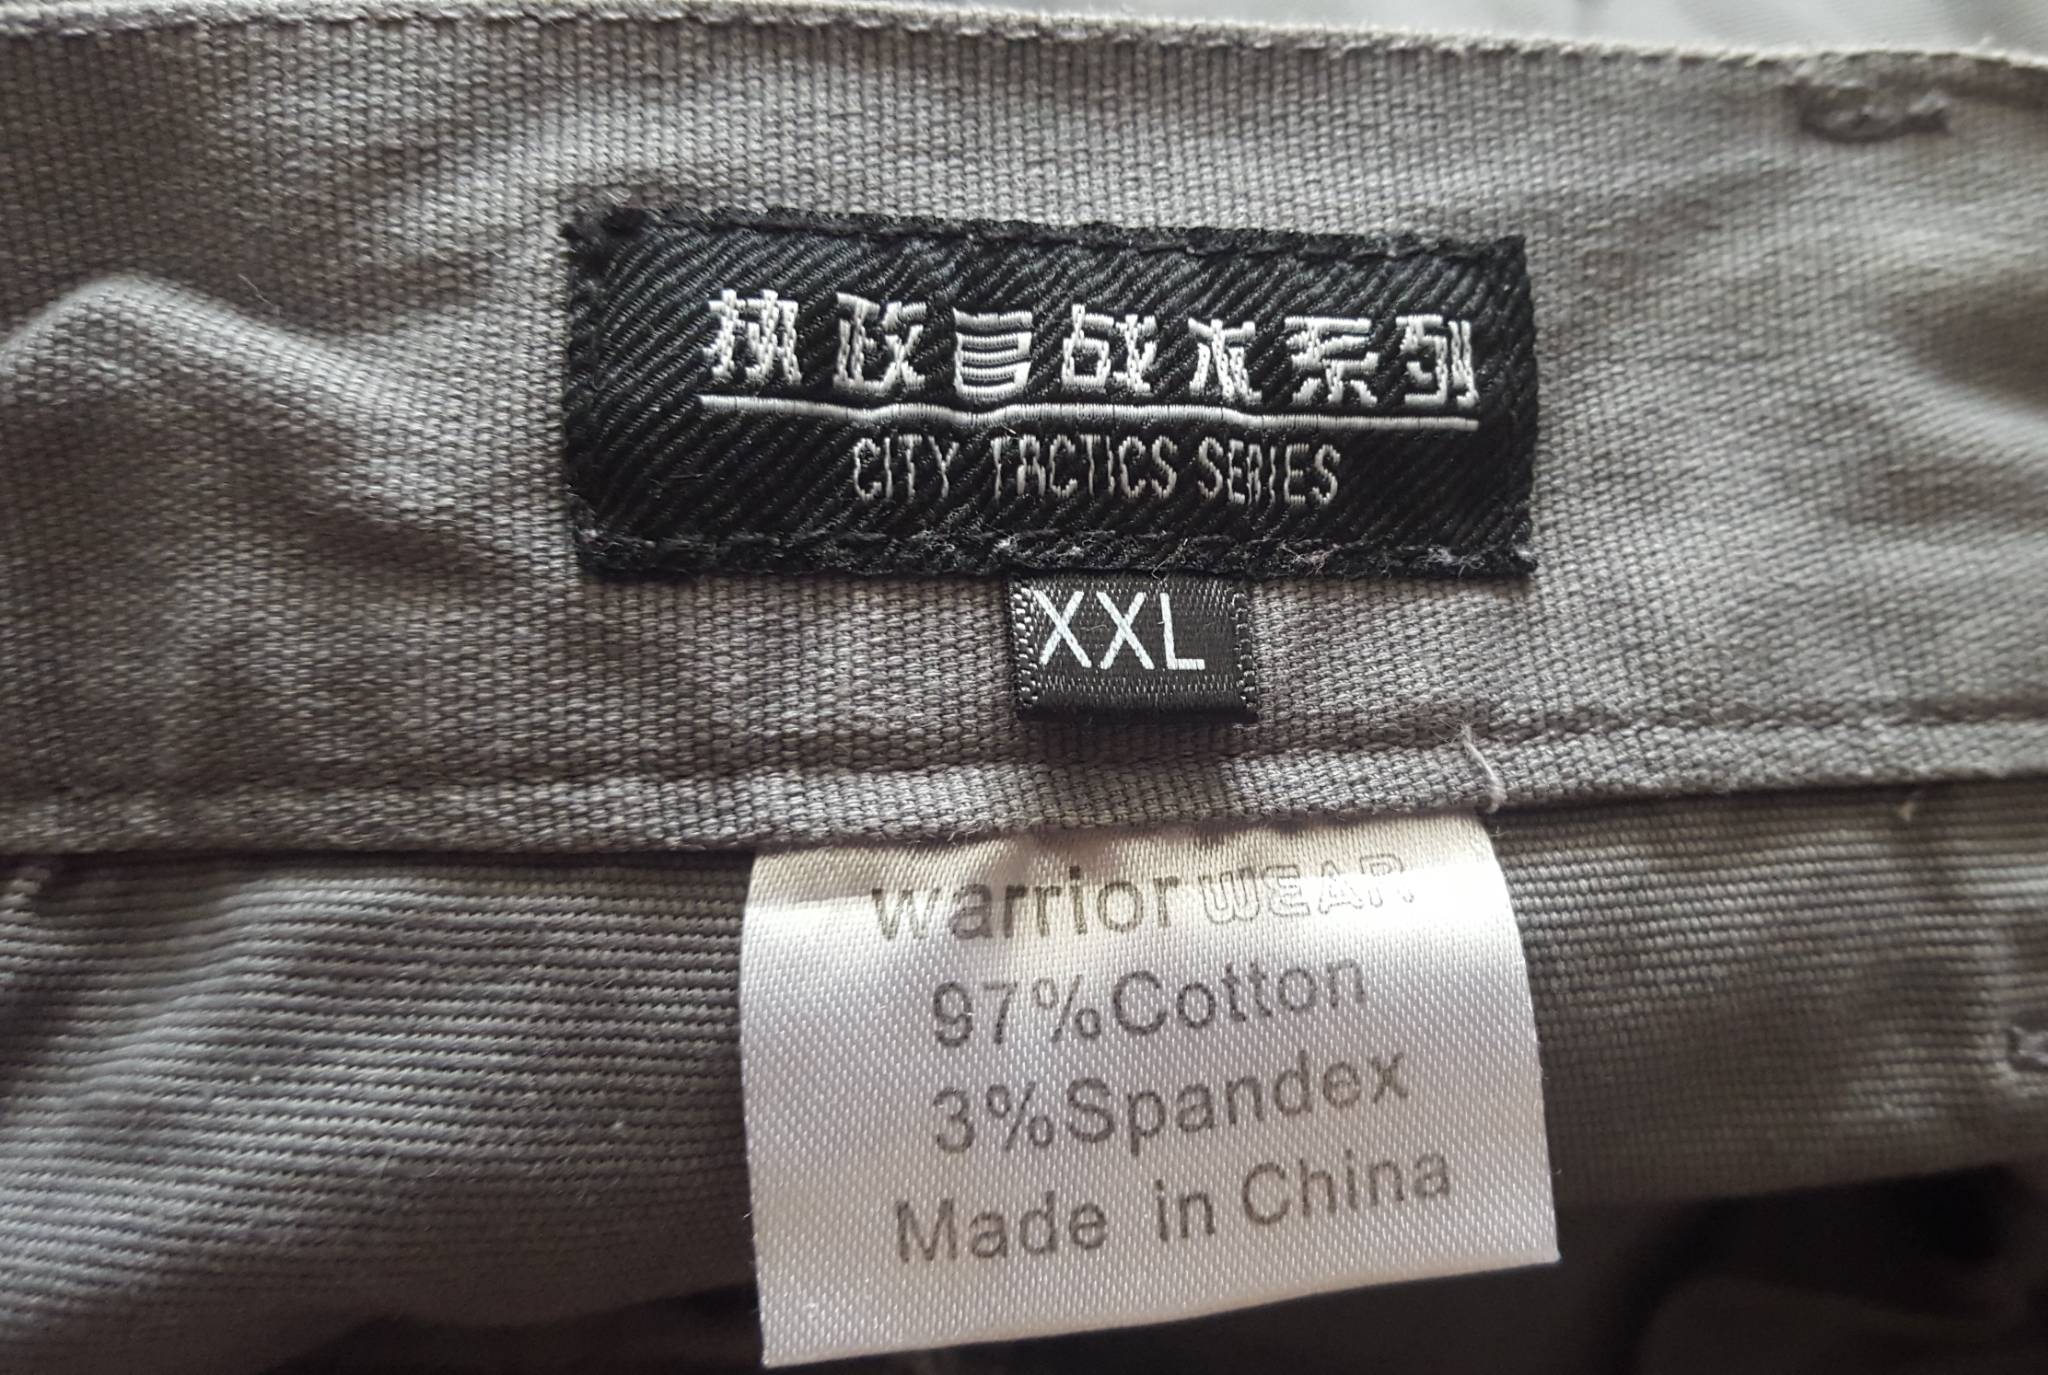 执政官战术系列
CITY TACTICS SERIES
XXL
warrior WEAR
97%Cotton
3%Spandex
Made in China